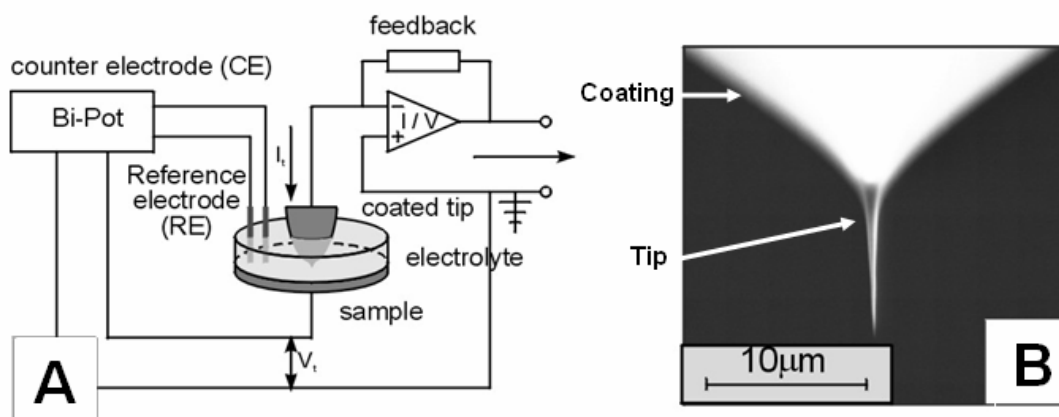 feedback
counter electrode (CE)
Bi-Pot
I / V
−
+
It
Reference
electrode
(RE)
coated tip
electrolyte
sample
Vt
A
Coating
Tip
10µm
B